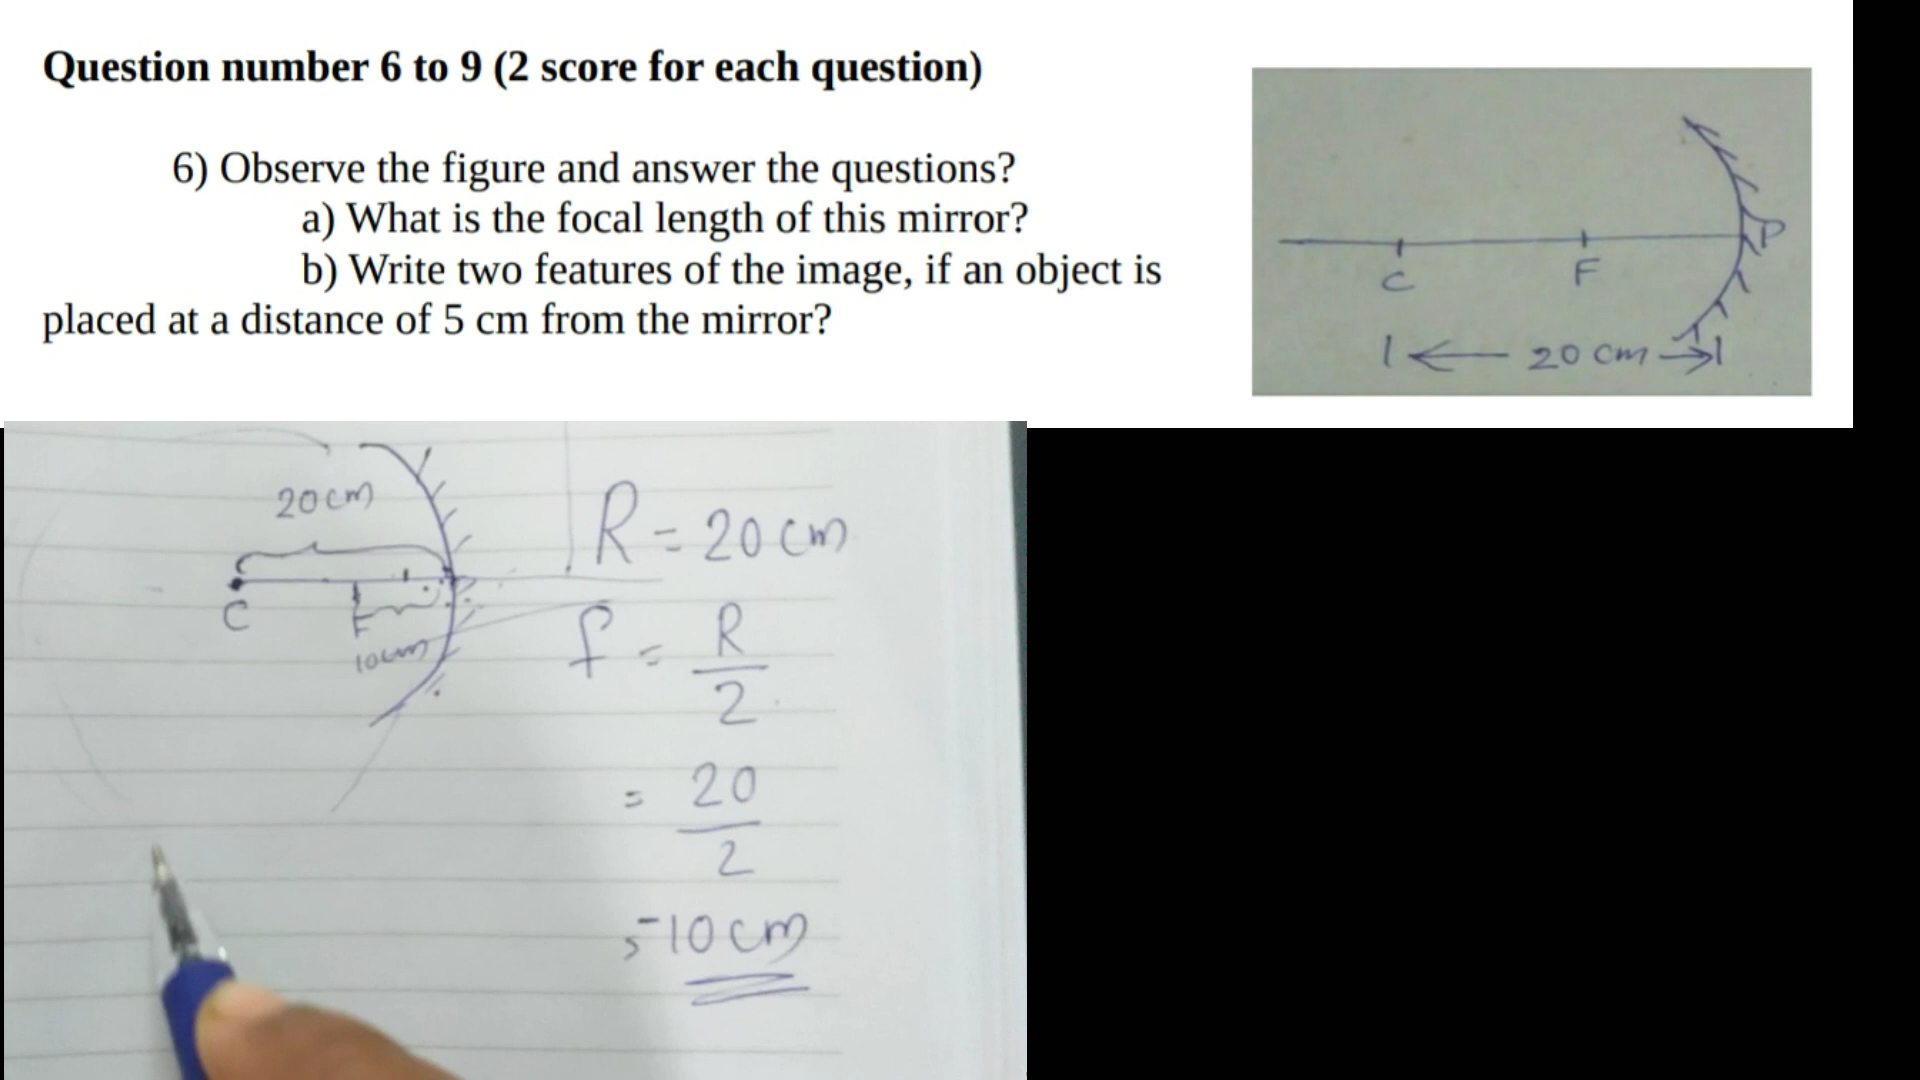 Question number 6 to 9 (2 score for each question)
6) Observe the figure and answer the questions?
a) What is the focal length of this mirror?
b) Write two features of the image, if an object is
placed at a distance of 5 cm from the mirror?
P
C F
20 cm
20cm
C F
10cm
R = 20 cm
f = R
2
= 20
2
= -10 cm